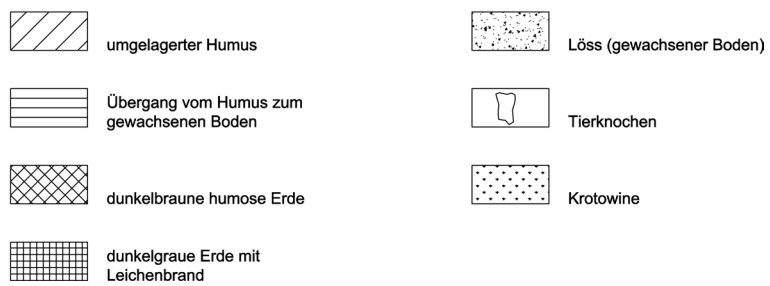 umgelagerter Humus
Übergang vom Humus zum
gewachsenen Boden
dunkelbraune humose Erde
dunkelgraue Erde mit
Leichenbrand
Löss (gewachsener Boden)
Tierknochen
Krotowine